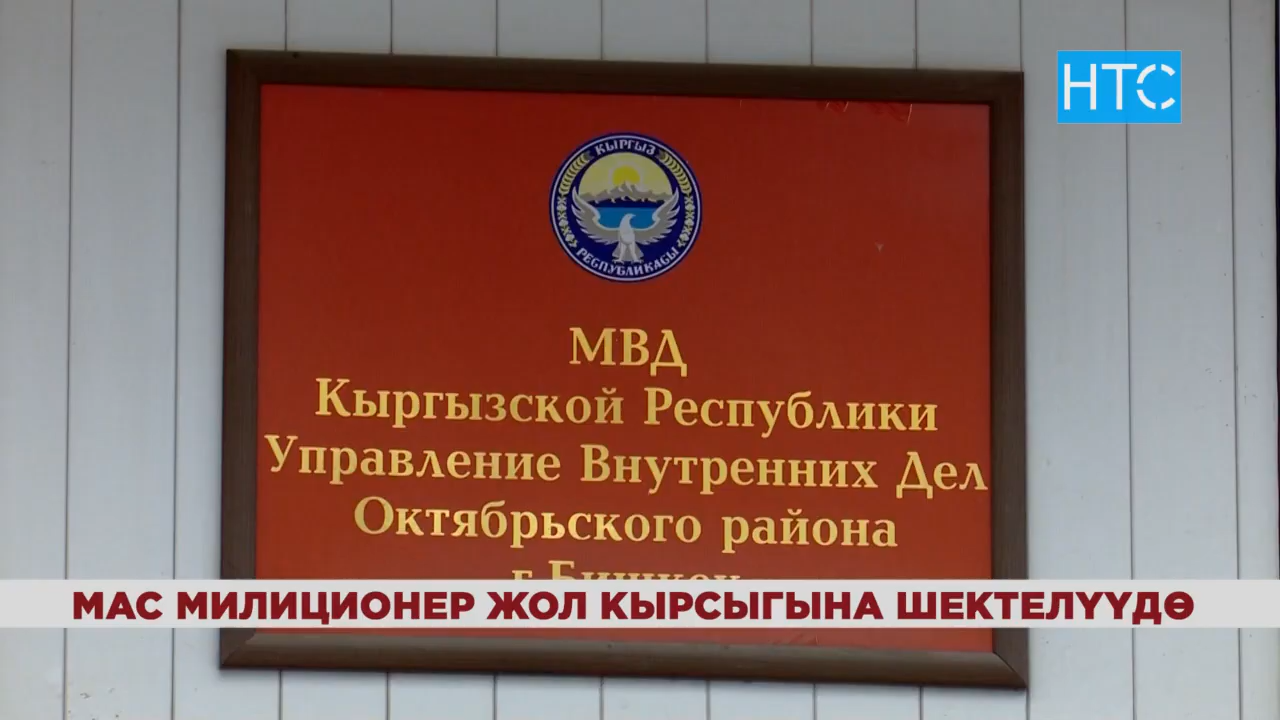 НТС
КЫРГЫЗ
РЕСПУБЛИКАСЫ
МВД
Кыргызской Республики
Управление Внутренних Дел
Октябрьского района
МАС МИЛИЦИОНЕР ЖОЛ КЫРСЫГЫНА ШЕКТЕЛҮҮДӨ